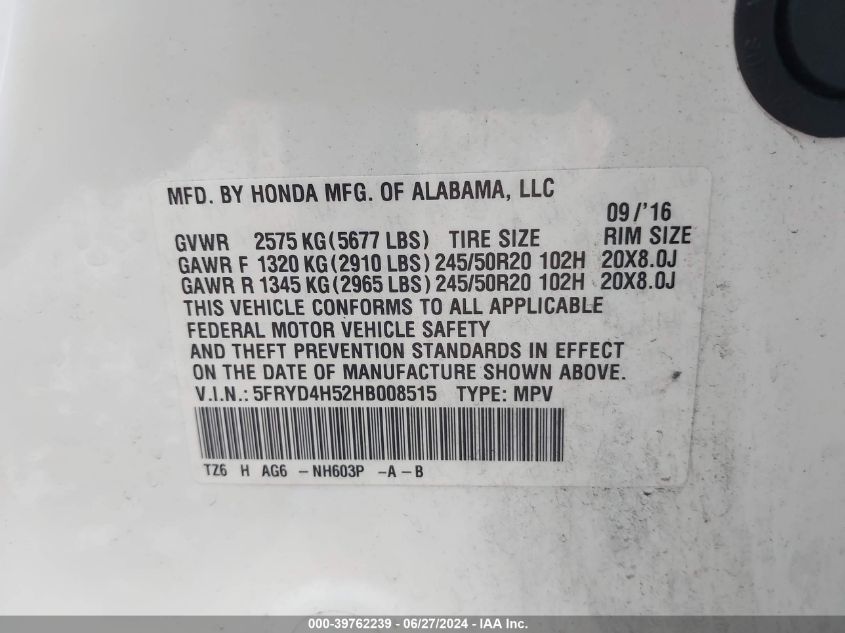 MFD. BY HONDA MFG. OF ALABAMA, LLC
09/'16
GVWR 2575 KG(5677 LBS) TIRE SIZE RIM SIZE
GAWR F 1320 KG(2910 LBS) 245/50R20 102H 20X8.0J
GAWR R 1345 KG(2965 LBS) 245/50R20 102H 20X8.0J
THIS VEHICLE CONFORMS TO ALL APPLICABLE
FEDERAL MOTOR VEHICLE SAFETY
AND THEFT PREVENTION STANDARDS IN EFFECT
ON THE DATE OF MANUFACTURE SHOWN ABOVE.
V.I.N.: 5FRYD4H52HB008515 TYPE: MPV
TZ6 H AG6 -NH603P -A-B
000-39762239 - 06/27/2024 - IAA Inc.